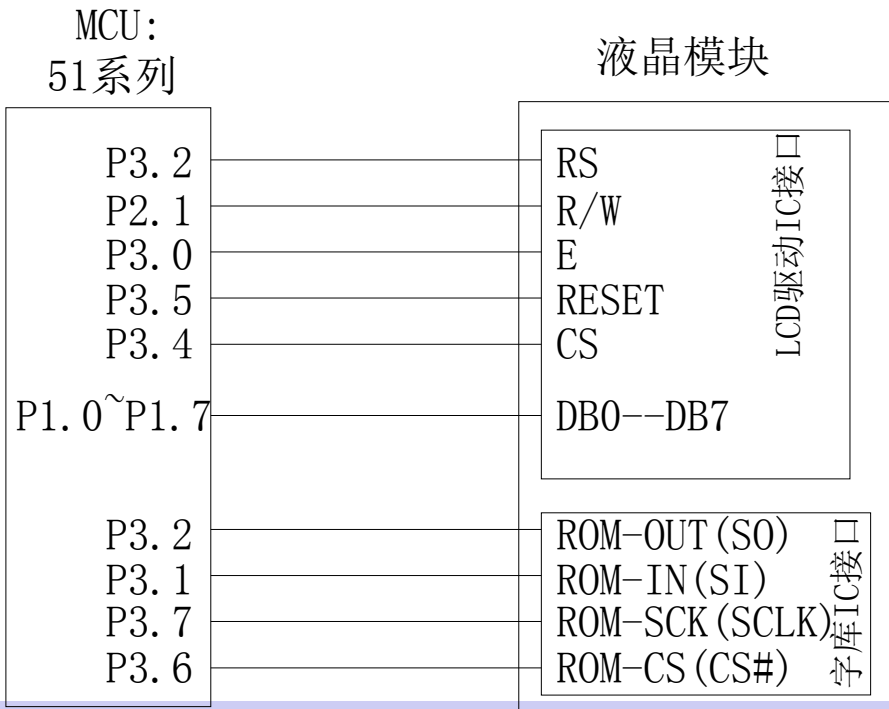 MCU:
51系列
液晶模块
P3.2
RS
P2.1
R/W
P3.0
E
P3.5
RESET
P3.4
CS
P1.0~P1.7
DB0--DB7
LCD驱动IC接口
P3.2
ROM-OUT(SO)
P3.1
ROM-IN(SI)
P3.7
ROM-SCK(SCLK)
P3.6
ROM-CS(CS#)
字库IC接口